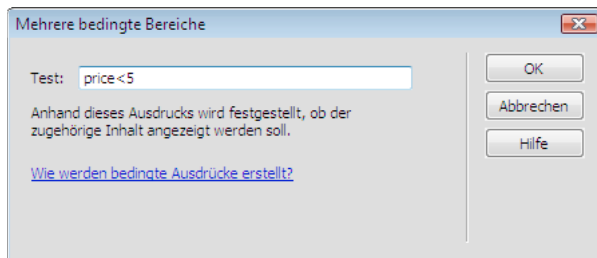 Mehrere bedingte Bereiche
Test: price<5
Anhand dieses Ausdrucks wird festgestellt, ob der
zugehörige Inhalt angezeigt werden soll.
Wie werden bedingte Ausdrücke erstellt?
OK
Abbrechen
Hilfe